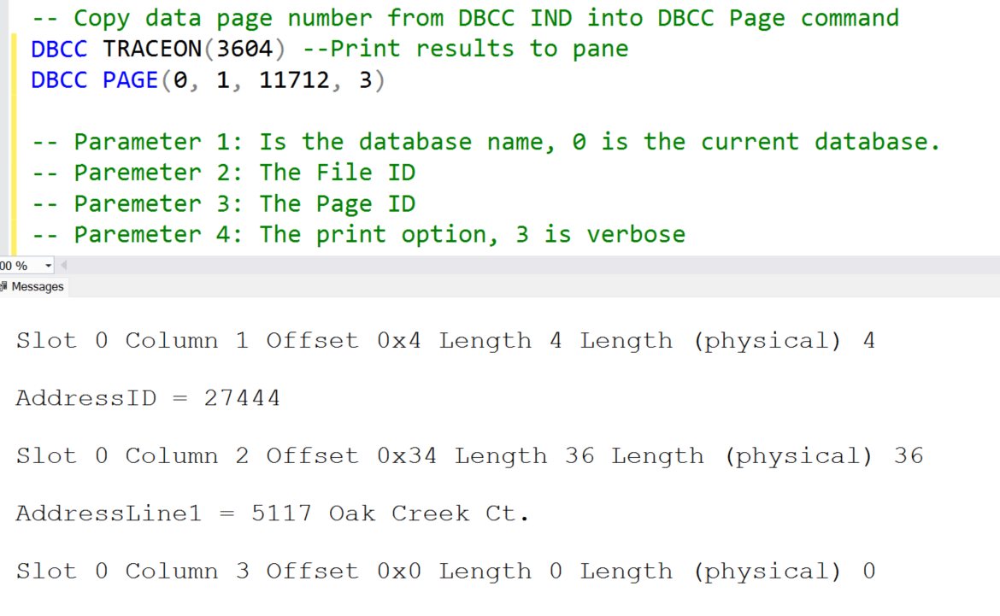 -- Copy data page number from DBCC IND into DBCC Page command
DBCC TRACEON(3604) --Print results to pane
DBCC PAGE(0, 1, 11712, 3)
-- Parameter 1: Is the database name, 0 is the current database.
-- Paremeter 2: The File ID
-- Paremeter 3: The Page ID
-- Paremeter 4: The print option, 3 is verbose
00 %
Messages
Slot 0 Column 1 Offset 0x4 Length 4 Length (physical) 4
AddressID = 27444
Slot 0 Column 2 Offset 0x34 Length 36 Length (physical) 36
AddressLine1 = 5117 Oak Creek Ct.
Slot 0 Column 3 Offset 0x0 Length 0 Length (physical) 0